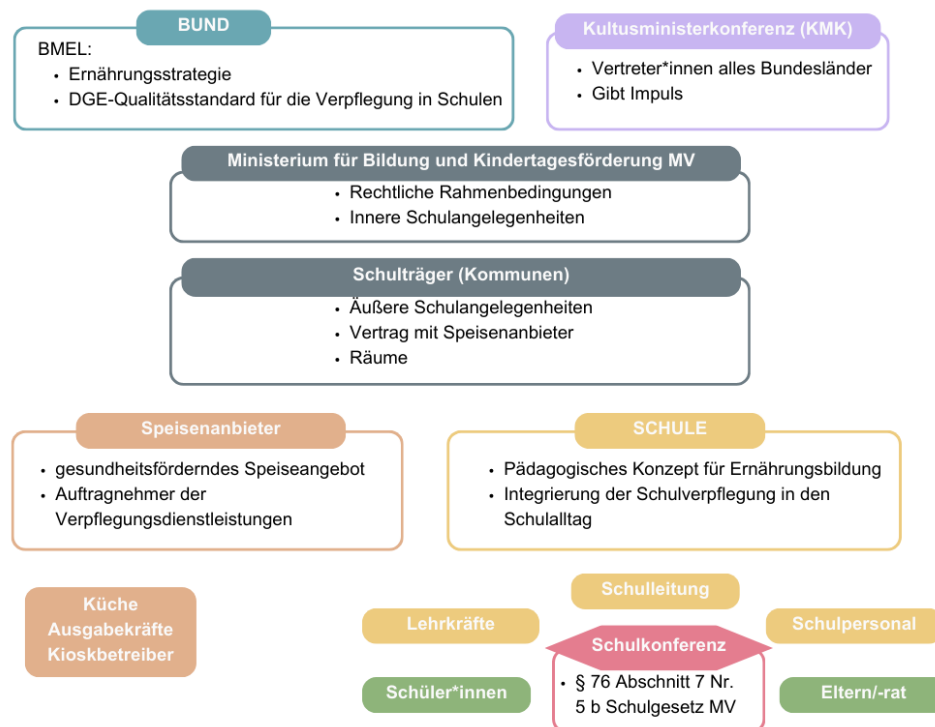 BUND
BMEL:
• Ernährungsstrategie
• DGE-Qualitätsstandard für die Verpflegung in Schulen
Kultusministerkonferenz (KMK)
• Vertreter*innen alles Bundesländer
• Gibt Impuls
Ministerium für Bildung und Kindertagesförderung MV
• Rechtliche Rahmenbedingungen
• Innere Schulangelegenheiten
Schulträger (Kommunen)
• Äußere Schulangelegenheiten
• Vertrag mit Speisenanbieter
• Räume
Speisenanbieter
• gesundheitsförderndes Speiseangebot
• Auftragnehmer der
Verpflegungsdienstleistungen
SCHULE
• Pädagogisches Konzept für Ernährungsbildung
• Integrierung der Schulverpflegung in den
Schulalltag
Küche
Ausgabekräfte
Kioskbetreiber
Schulleitung
Lehrkräfte
Schulpersonal
Schulkonferenz
• § 76 Abschnitt 7 Nr.
5 b Schulgesetz MV
Schüler*innen
Eltern/-rat